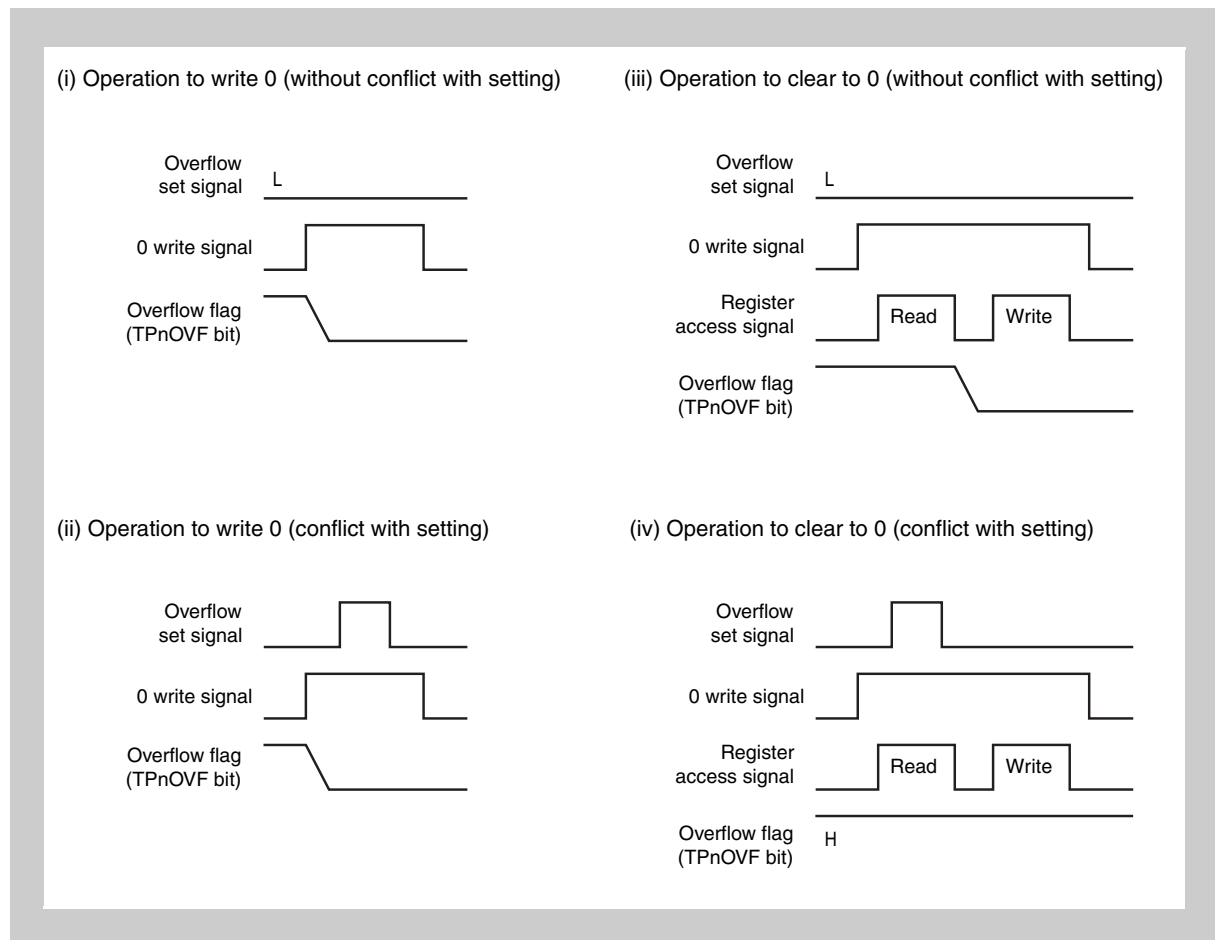 (i) Operation to write 0 (without conflict with setting)
Overflow
set signal
L
0 write signal
Overflow flag
(TPnOVF bit)
(iii) Operation to clear to 0 (without conflict with setting)
Overflow
set signal
L
0 write signal
Register
access signal
Read
Write
Overflow flag
(TPnOVF bit)
(ii) Operation to write 0 (conflict with setting)
Overflow
set signal
0 write signal
Overflow flag
(TPnOVF bit)
(iv) Operation to clear to 0 (conflict with setting)
Overflow
set signal
0 write signal
Register
access signal
Read
Write
Overflow flag
(TPnOVF bit)
H